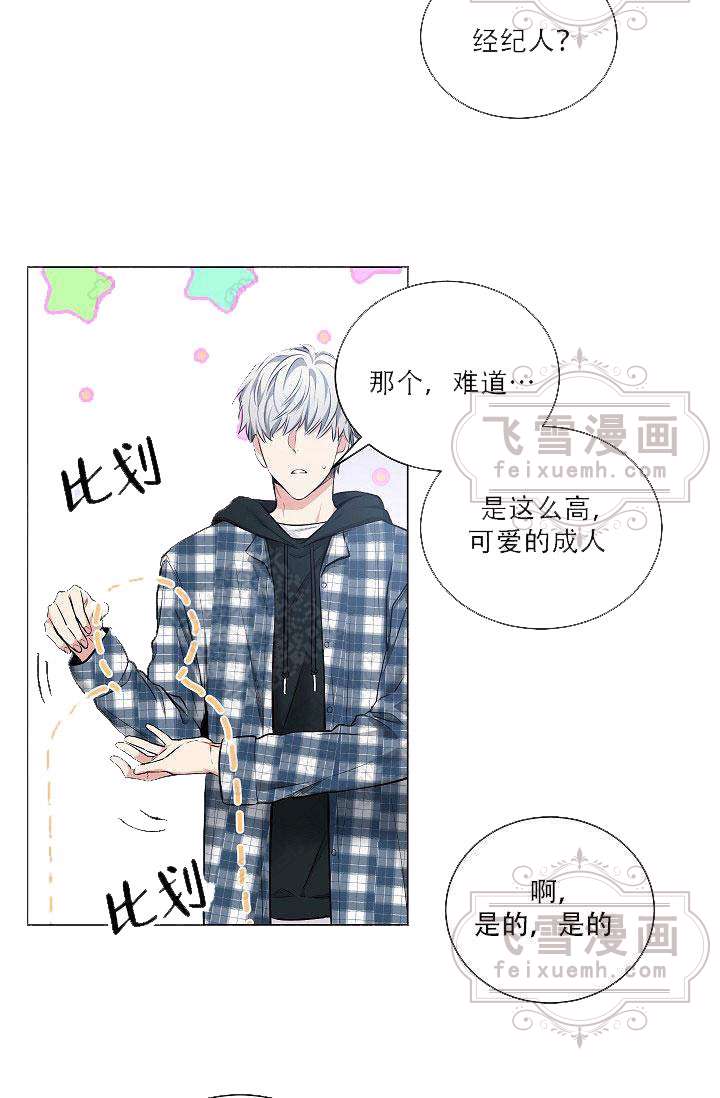 经纪人？
那个，难道…
飞雪漫画
feixuemh.com
是这么高，
可爱的成人
比划
比划
啊，
是的，是的
飞雪漫画
feixuemh.com